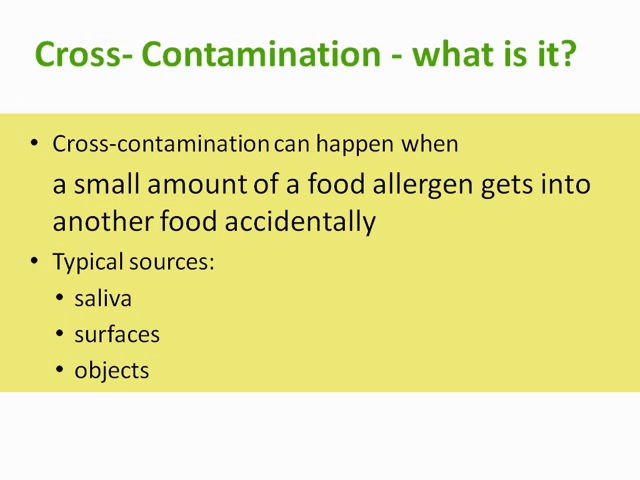 Cross- Contamination - what is it?
• Cross-contamination can happen when
a small amount of a food allergen gets into
another food accidentally
• Typical sources:
• saliva
• surfaces
• objects